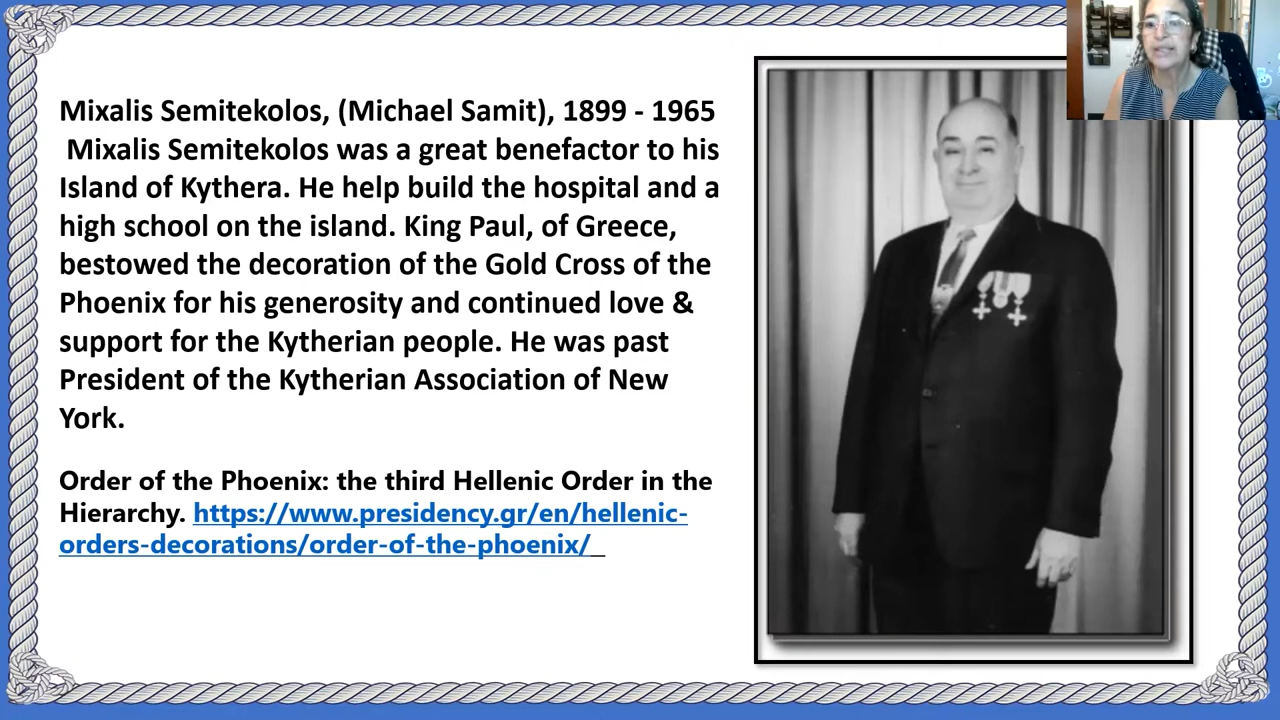 Mixalis Semitekolos, (Michael Samit), 1899 - 1965
Mixalis Semitekolos was a great benefactor to his
Island of Kythera. He help build the hospital and a
high school on the island. King Paul, of Greece,
bestowed the decoration of the Gold Cross of the
Phoenix for his generosity and continued love &
support for the Kytherian people. He was past
President of the Kytherian Association of New
York.
Order of the Phoenix: the third Hellenic Order in the
Hierarchy. https://www.presidency.gr/en/hellenic-
orders-decorations/order-of-the-phoenix/